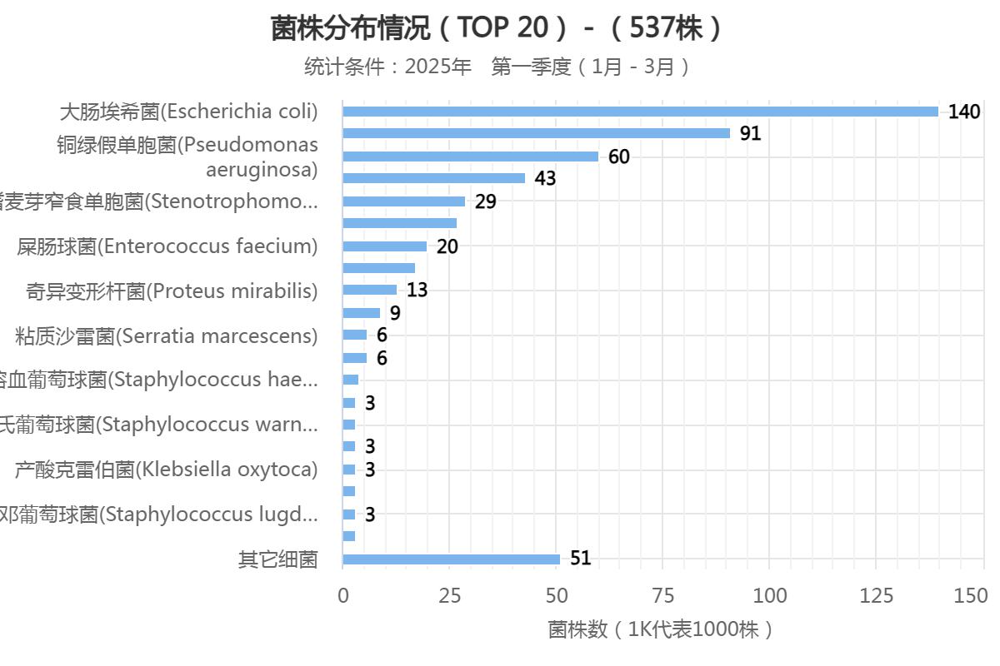 菌株分布情况（TOP 20） - （537株）
统计条件：2025年 第一季度（1月 - 3月）
大肠埃希菌(Escherichia coli)
140
91
铜绿假单胞菌(Pseudomonas
aeruginosa)
60
43
麦芽窄食单胞菌(Stenotrophomo...
29
屎肠球菌(Enterococcus faecium)
20
奇异变形杆菌(Proteus mirabilis)
13
9
粘质沙雷菌(Serratia marcescens)
6
6
血葡萄球菌(Staphylococcus hae...
3
氏葡萄球菌(Staphylococcus warn...
3
产酸克雷伯菌(Klebsiella oxytoca)
3
邓葡萄球菌(Staphylococcus lugd...
3
其它细菌
51
0 25 50 75 100 125 150
菌株数（1K代表1000株）